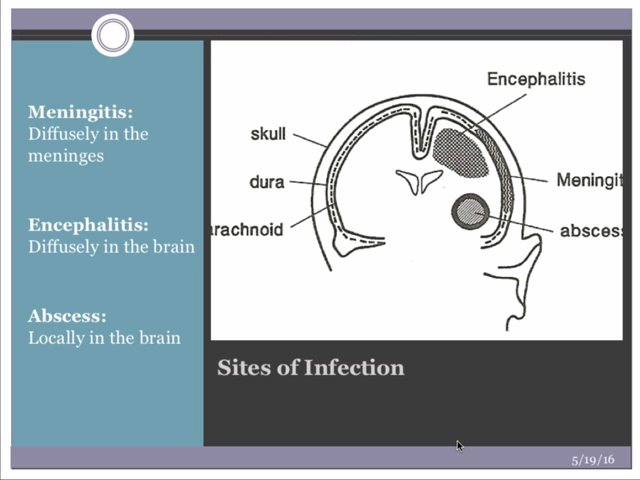 Meningitis:
Diffusely in the
meninges
Encephalitis:
Diffusely in the brain
Abscess:
Locally in the brain
Encephalitis
skull
dura
rachnoid
Meningit
abscess
Sites of Infection
5/19/16